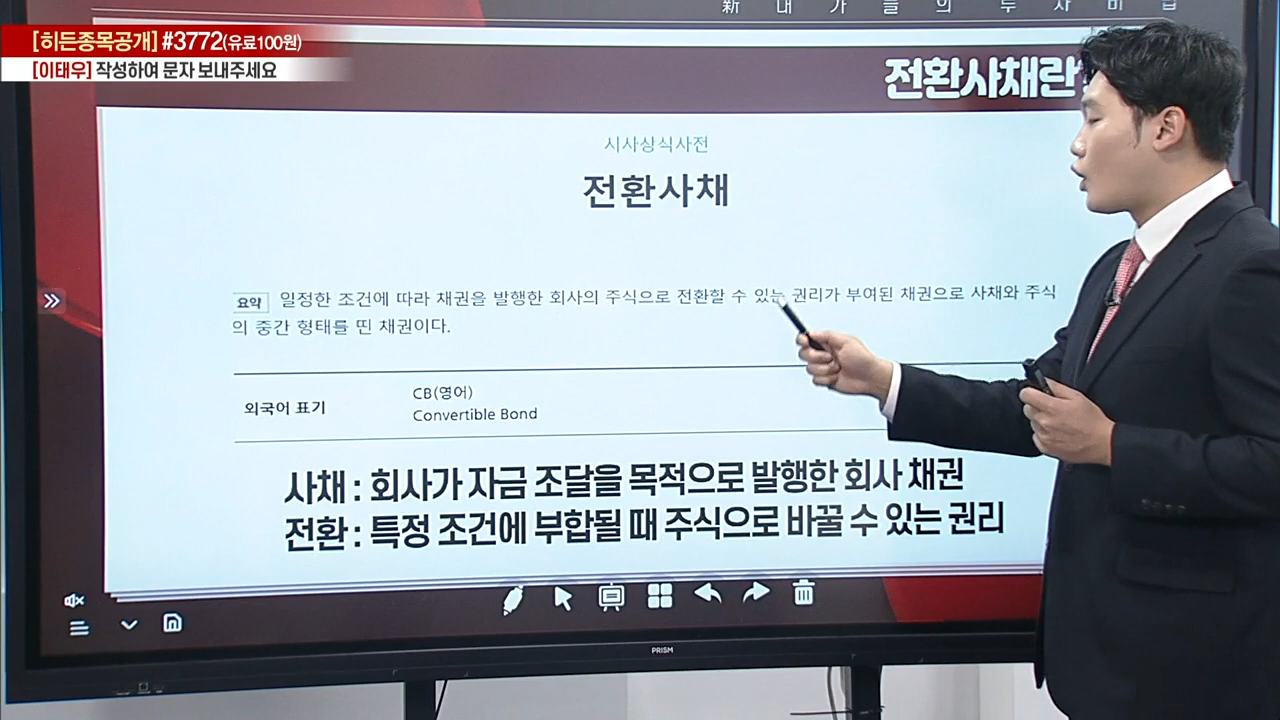 新 대 가 들 의 투 자 비 법
[히든종목공개] #3772(유료100원)
[이태우] 작성하여 문자 보내주세요
전환사채란
시사상식사전
전환사채
요약 일정한 조건에 따라 채권을 발행한 회사의 주식으로 전환할 수 있는 권리가 부여된 채권으로 사채와 주식
의 중간 형태를 띤 채권이다.
외국어 표기
CB(영어)
Convertible Bond
사채 : 회사가 자금 조달을 목적으로 발행한 회사 채권
전환 : 특정 조건에 부합될 때 주식으로 바꿀 수 있는 권리
PRISM